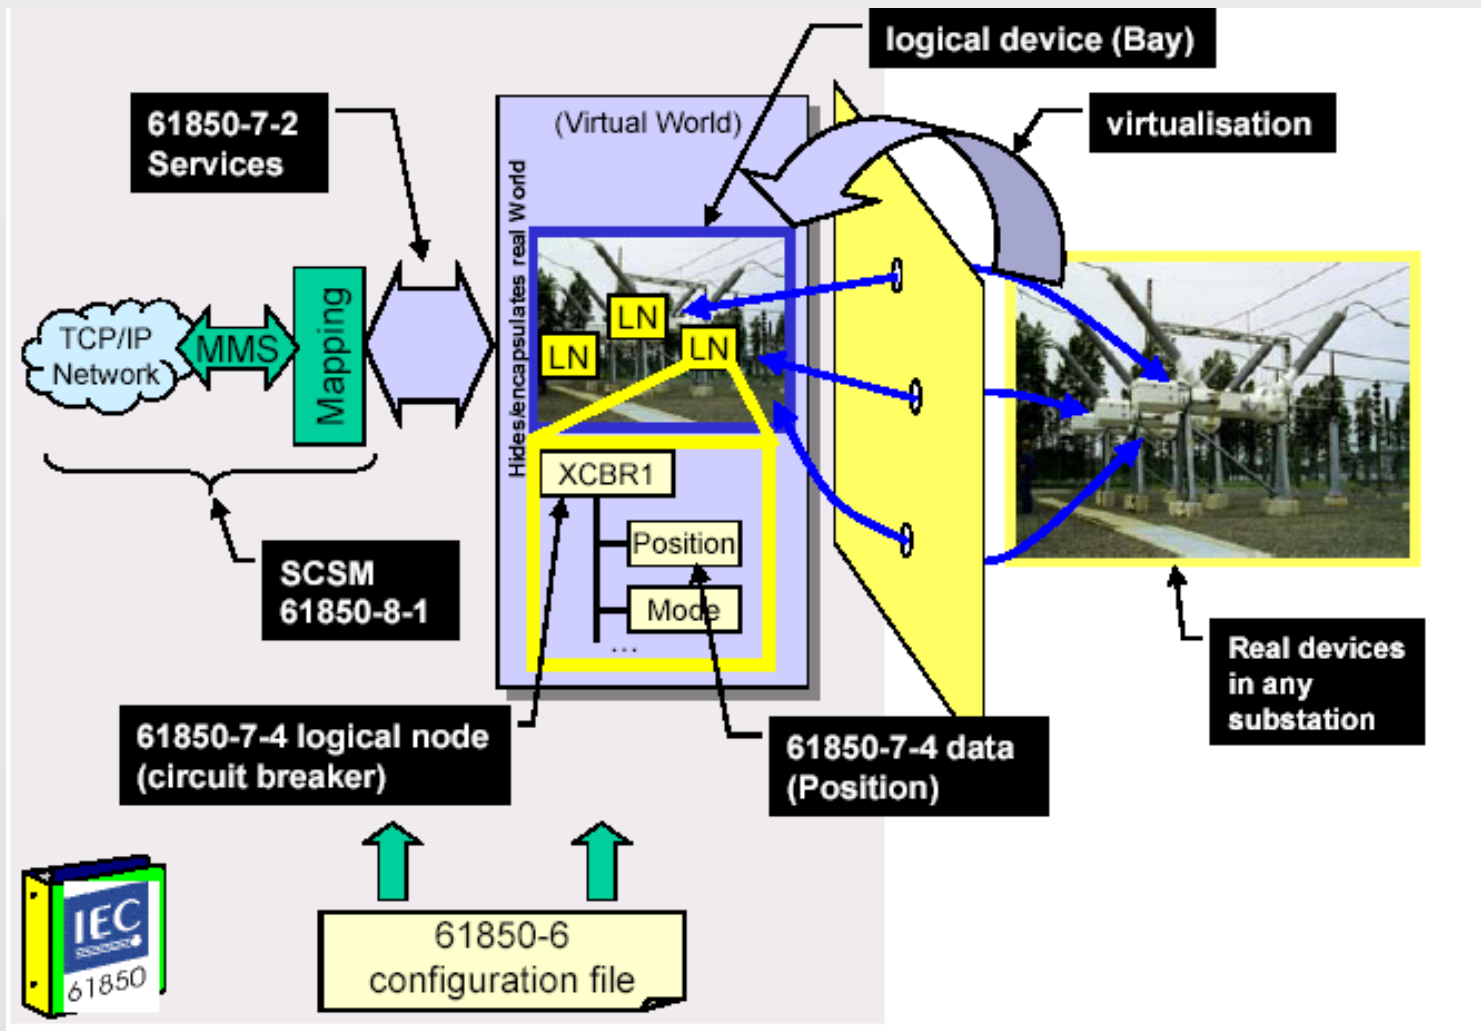 logical device (Bay)
61850-7-2
Services
(Virtual World)
virtualisation
Hides/encapsulates real World
TCP/IP
Network
MMS
Mapping
LN
LN
LN
XCBR1
Position
Mode
...
SCSM
61850-8-1
Real devices
in any
substation
61850-7-4 logical node
(circuit breaker)
61850-7-4 data
(Position)
61850-6
configuration file
IEC
61850